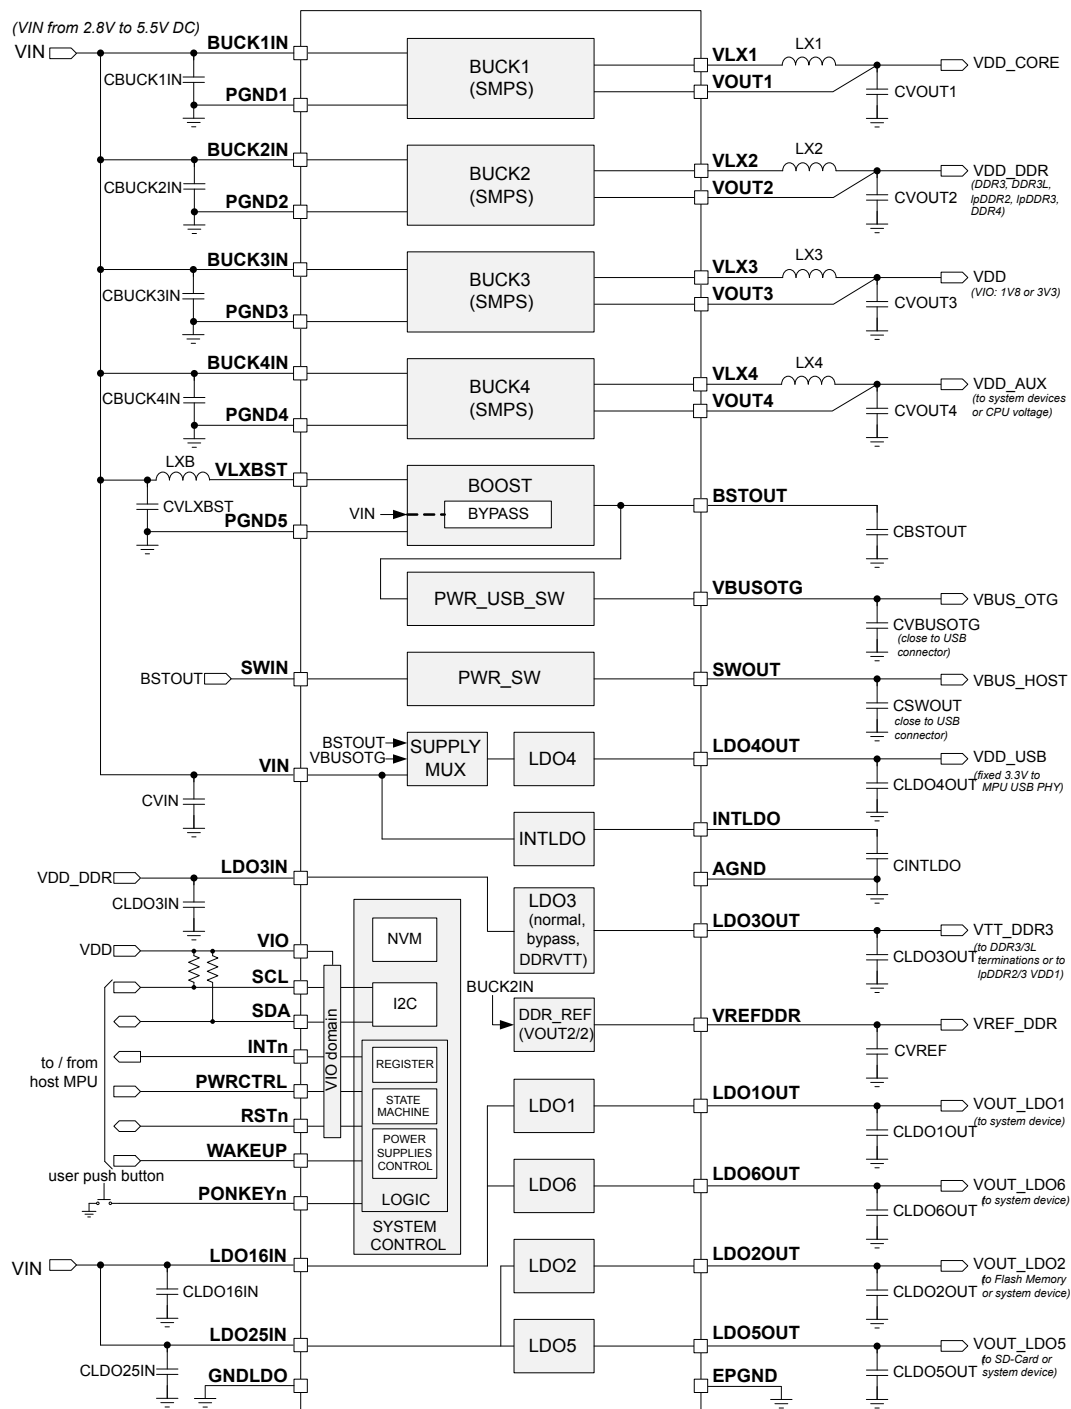 (VIN from 2.8V to 5.5V DC)
VIN
BUCK1IN
CBUCK1IN
PGND1
BUCK1
(SMPS)
VLX1
LX1
VOUT1
VDD_CORE
CVOUT1
BUCK2IN
CBUCK2IN
PGND2
BUCK2
(SMPS)
VLX2
LX2
VOUT2
VDD_DDR
(DDR3, DDR3L,
lpDDR2, lpDDR3,
DDR4)
CVOUT2
BUCK3IN
CBUCK3IN
PGND3
BUCK3
(SMPS)
VLX3
LX3
VOUT3
VDD
(VIO: 1V8 or 3V3)
CVOUT3
BUCK4IN
CBUCK4IN
PGND4
BUCK4
(SMPS)
VLX4
LX4
VOUT4
VDD_AUX
(to system devices
or CPU voltage)
CVOUT4
LXB
VLXBST
CVLXBST
PGND5
BOOST
VIN
BYPASS
BSTOUT
CBSTOUT
PWR_USB_SW
VBUSOTG
VBUS_OTG
CVBUSOTG
(close to USB
connector)
BSTOUT
SWIN
PWR_SW
SWOUT
VBUS_HOST
CSWOUT
close to USB
connector)
BSTOUT
VBUSOTG
SUPPLY
MUX
VIN
CVIN
LDO4
LDO4OUT
VDD_USB
(fixed 3.3V to
MPU USB PHY)
CLDO4OUT
INTLDO
INTLDO
CINTLDO
AGND
VDD_DDR
LDO3IN
CLDO3IN
LDO3
(normal,
bypass,
DDRVTT)
LDO3OUT
VTT_DDR3
(to DDR3/3L
terminations or to
lpDDR2/3 VDD1)
CLDO3OUT
VDD
VIO
SCL
SDA
INTn
PWRCTRL
RSTn
WAKEUP
PONKEYn
to / from
host MPU
user push button
VIO domain
NVM
I2C
REGISTER
STATE
MACHINE
POWER
SUPPLIES
CONTROL
LOGIC
SYSTEM
CONTROL
BUCK2IN
DDR_REF
(VOUT2/2)
VREFDDR
VREF_DDR
CVREF
LDO1
LDO1OUT
VOUT_LDO1
(to system device)
CLDO1OUT
LDO6
LDO6OUT
VOUT_LDO6
(to system device)
CLDO6OUT
VIN
LDO16IN
CLDO16IN
LDO2
LDO2OUT
VOUT_LDO2
(to Flash Memory
or system device)
CLDO2OUT
LDO25IN
CLDO25IN
LDO5
LDO5OUT
VOUT_LDO5
(to SD-Card or
system device)
CLDO5OUT
GNDLDO
EPGND